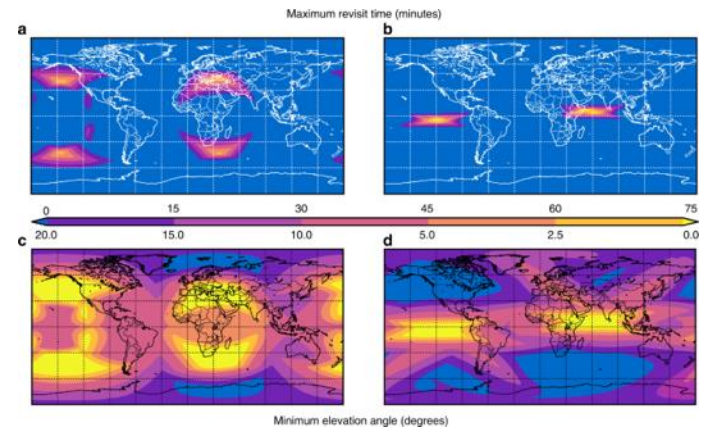 Maximum revisit time (minutes)
a b
0 15 30 45 60 75
20.0 15.0 10.0 5.0 2.5 0.0
c d
Minimum elevation angle (degrees)